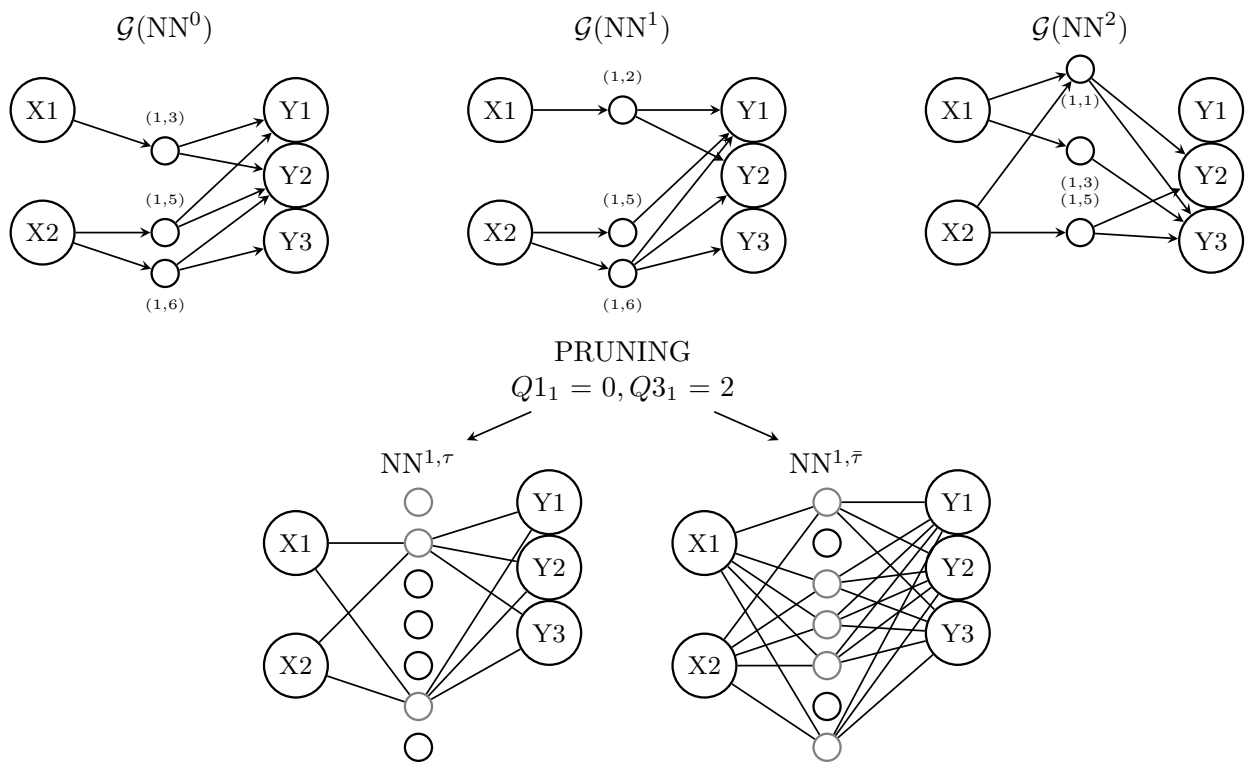 𝒢(NN⁰) 𝒢(NN¹) 𝒢(NN²)
X1 (1,3) Y1
Y2
X2 (1,5) Y3
(1,6)
(1,2)
X1 Y1
Y2
X2 (1,5) Y3
(1,6)
X1 (1,1) Y1
(1,3) Y2
X2 (1,5) Y3
PRUNING
Q1₁ = 0, Q3₁ = 2
NN^{1,τ} NN^{1,τ̄}
X1 Y1
Y2
X2 Y3
X1 Y1
Y2
X2 Y3